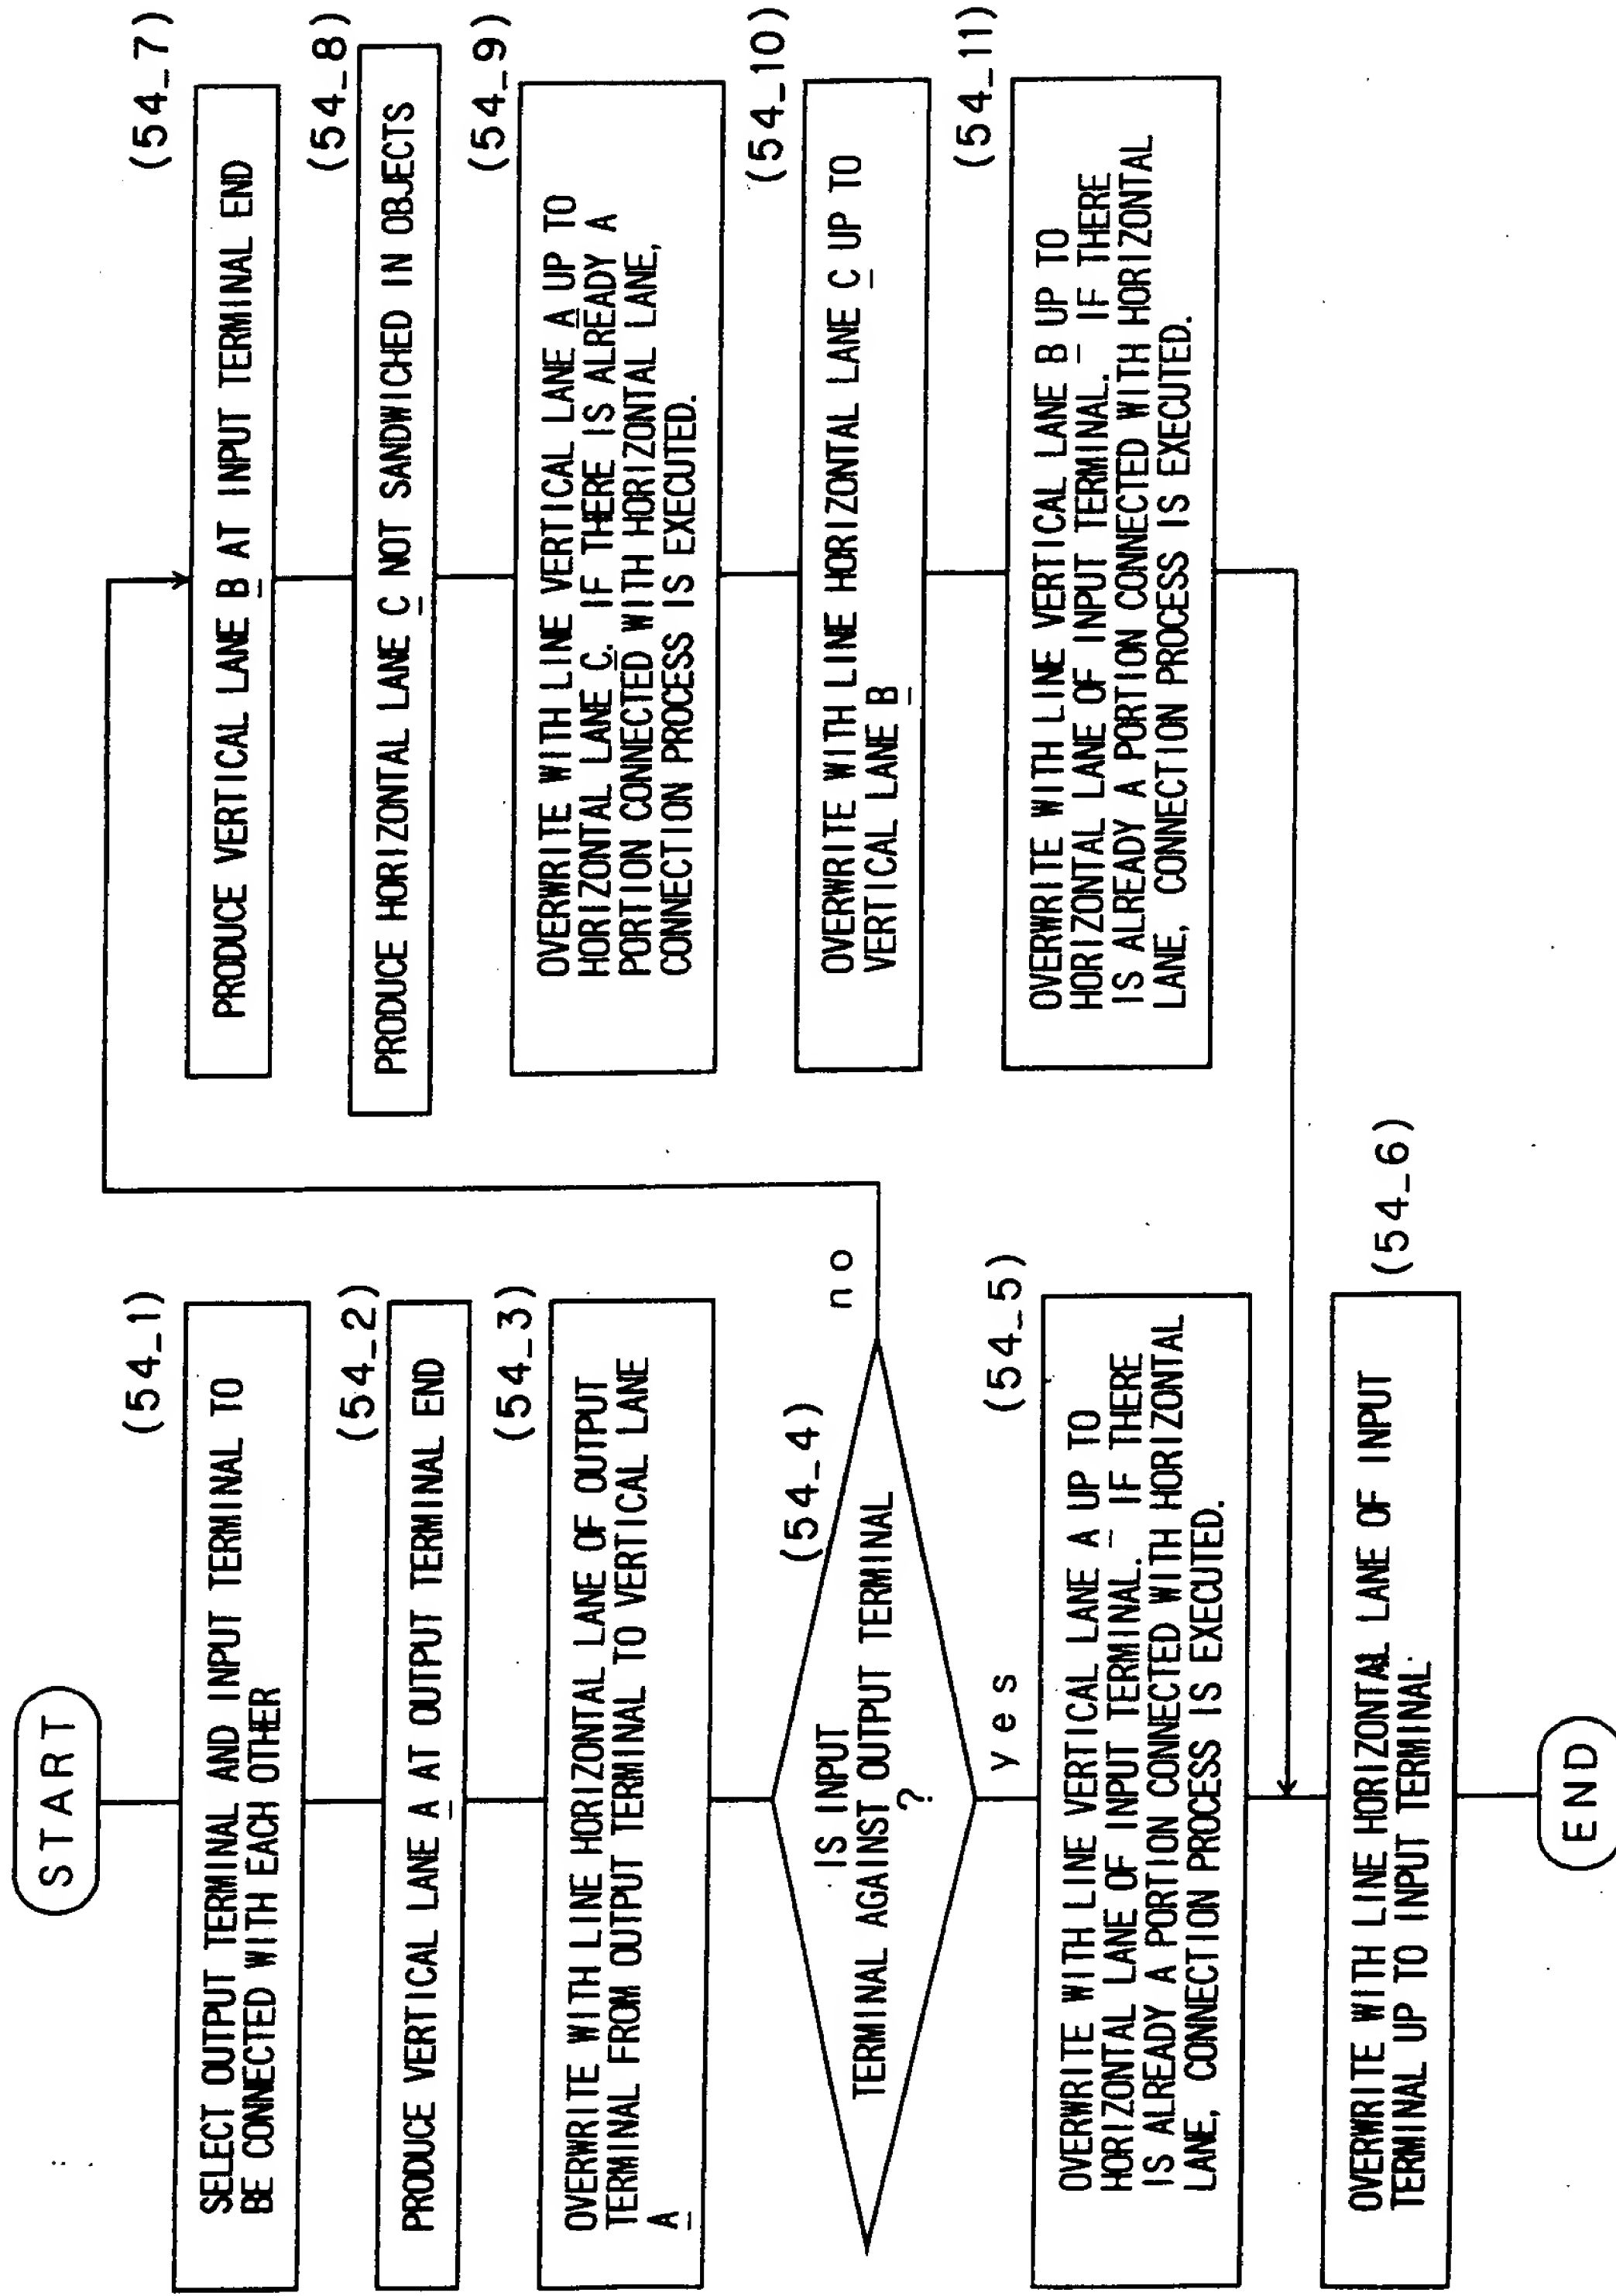 START
(54_1)
SELECT OUTPUT TERMINAL AND INPUT TERMINAL TO
BE CONNECTED WITH EACH OTHER
(54_2)
PRODUCE VERTICAL LANE A AT OUTPUT TERMINAL END
(54_3)
OVERWRITE WITH LINE HORIZONTAL LANE OF OUTPUT
TERMINAL FROM OUTPUT TERMINAL TO VERTICAL LANE
A
(54_4)
IS INPUT
TERMINAL AGAINST OUTPUT TERMINAL
?
no
yes
(54_5)
OVERWRITE WITH LINE VERTICAL LANE A UP TO
HORIZONTAL LANE OF INPUT TERMINAL. IF THERE
IS ALREADY A PORTION CONNECTED WITH HORIZONTAL
LANE, CONNECTION PROCESS IS EXECUTED.
(54_6)
OVERWRITE WITH LINE HORIZONTAL LANE OF INPUT
TERMINAL UP TO INPUT TERMINAL
END
(54_7)
PRODUCE VERTICAL LANE B AT INPUT TERMINAL END
(54_8)
PRODUCE HORIZONTAL LANE C NOT SANDWICHED IN OBJECTS
(54_9)
OVERWRITE WITH LINE VERTICAL LANE A UP TO
HORIZONTAL LANE C. IF THERE IS ALREADY A
PORTION CONNECTED WITH HORIZONTAL LANE,
CONNECTION PROCESS IS EXECUTED.
(54_10)
OVERWRITE WITH LINE HORIZONTAL LANE C UP TO
VERTICAL LANE B
(54_11)
OVERWRITE WITH LINE VERTICAL LANE B UP TO
HORIZONTAL LANE OF INPUT TERMINAL. IF THERE
IS ALREADY A PORTION CONNECTED WITH HORIZONTAL
LANE, CONNECTION PROCESS IS EXECUTED.